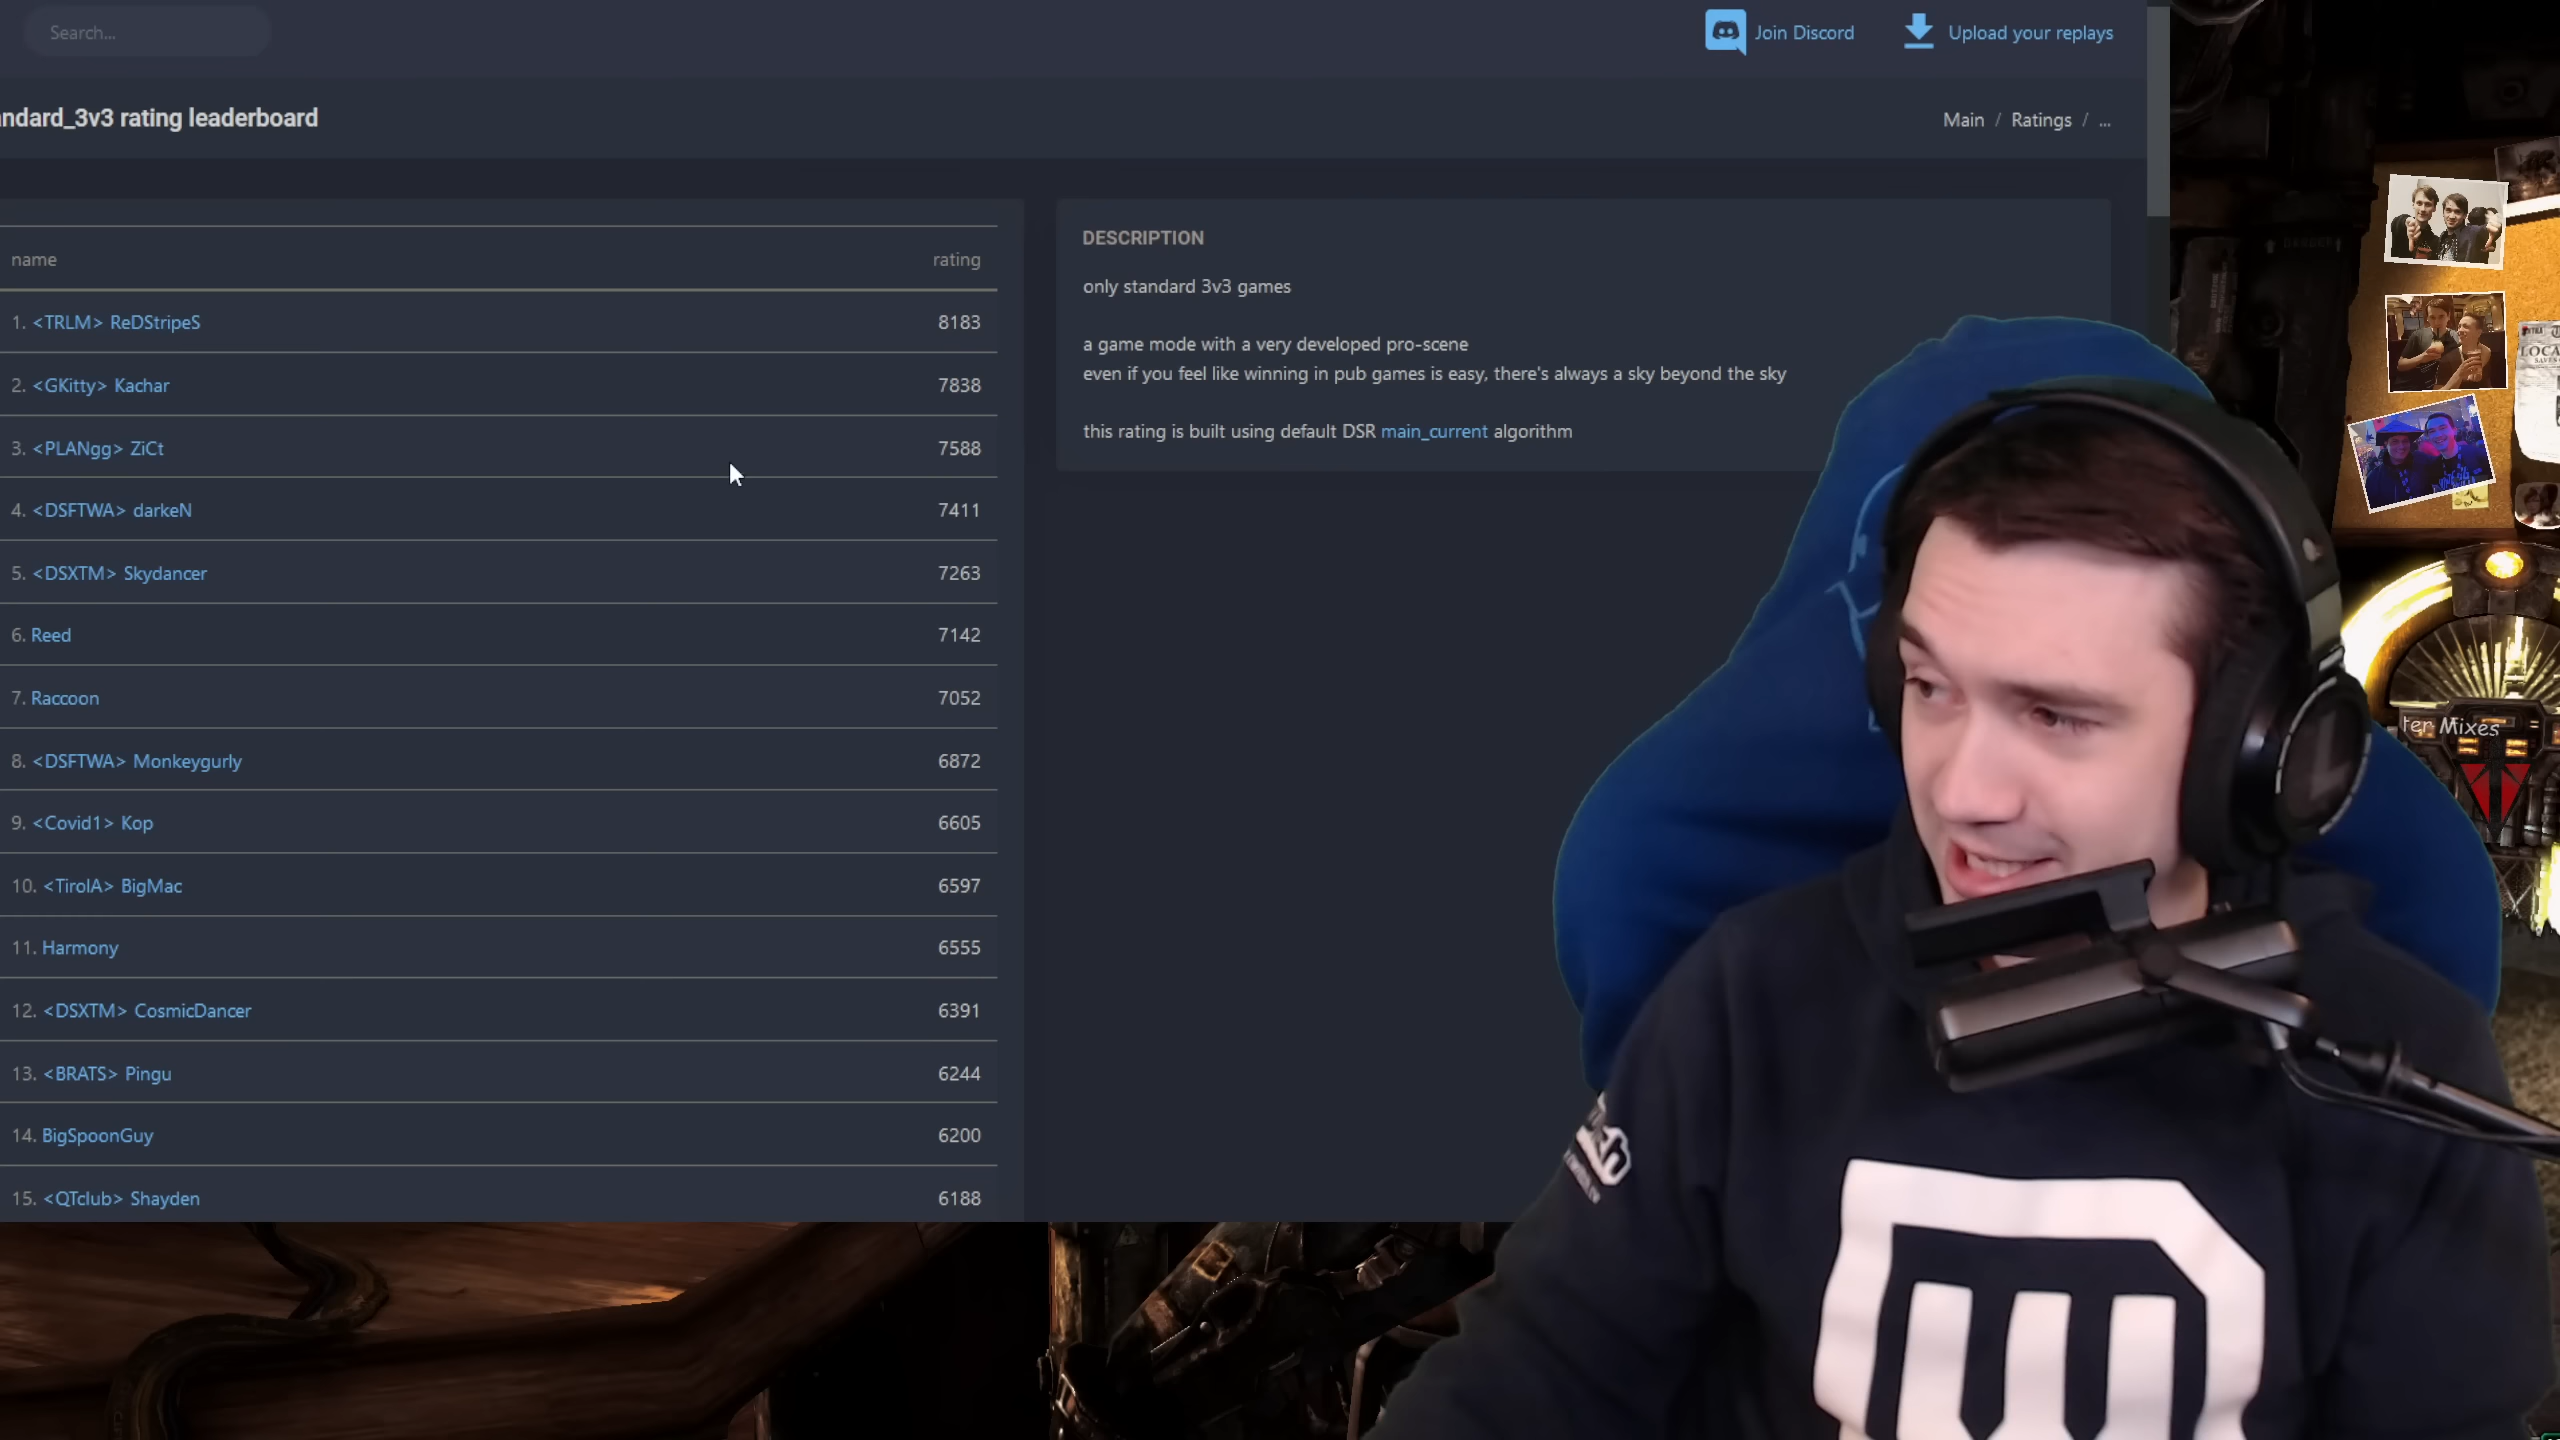 Search...
Join Discord
Upload your replays
ndard_3v3 rating leaderboard
Main / Ratings / ...
name rating
1. <TRLM> ReDStripeS 8183
2. <GKitty> Kachar 7838
3. <PLANgg> ZiCt 7588
4. <DSFTWA> darkeN 7411
5. <DSXTM> Skydancer 7263
6. Reed 7142
7. Raccoon 7052
8. <DSFTWA> Monkeygurly 6872
9. <Covid1> Kop 6605
10. <TirolA> BigMac 6597
11. Harmony 6555
12. <DSXTM> CosmicDancer 6391
13. <BRATS> Pingu 6244
14. BigSpoonGuy 6200
15. <QTclub> Shayden 6188
DESCRIPTION
only standard 3v3 games
a game mode with a very developed pro-scene
even if you feel like winning in pub games is easy, there's always a sky beyond the sky
this rating is built using default DSR main_current algorithm
LOCA
ter Mixes